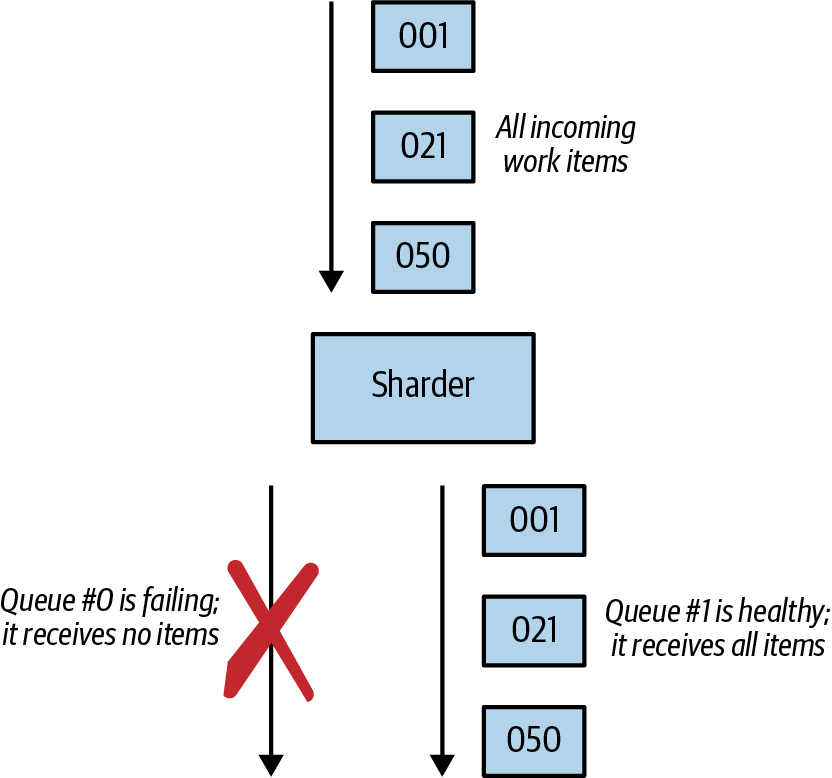 001
021
All incoming
work items
050
Sharder
001
Queue #0 is failing;
it receives no items
021
Queue #1 is healthy;
it receives all items
050